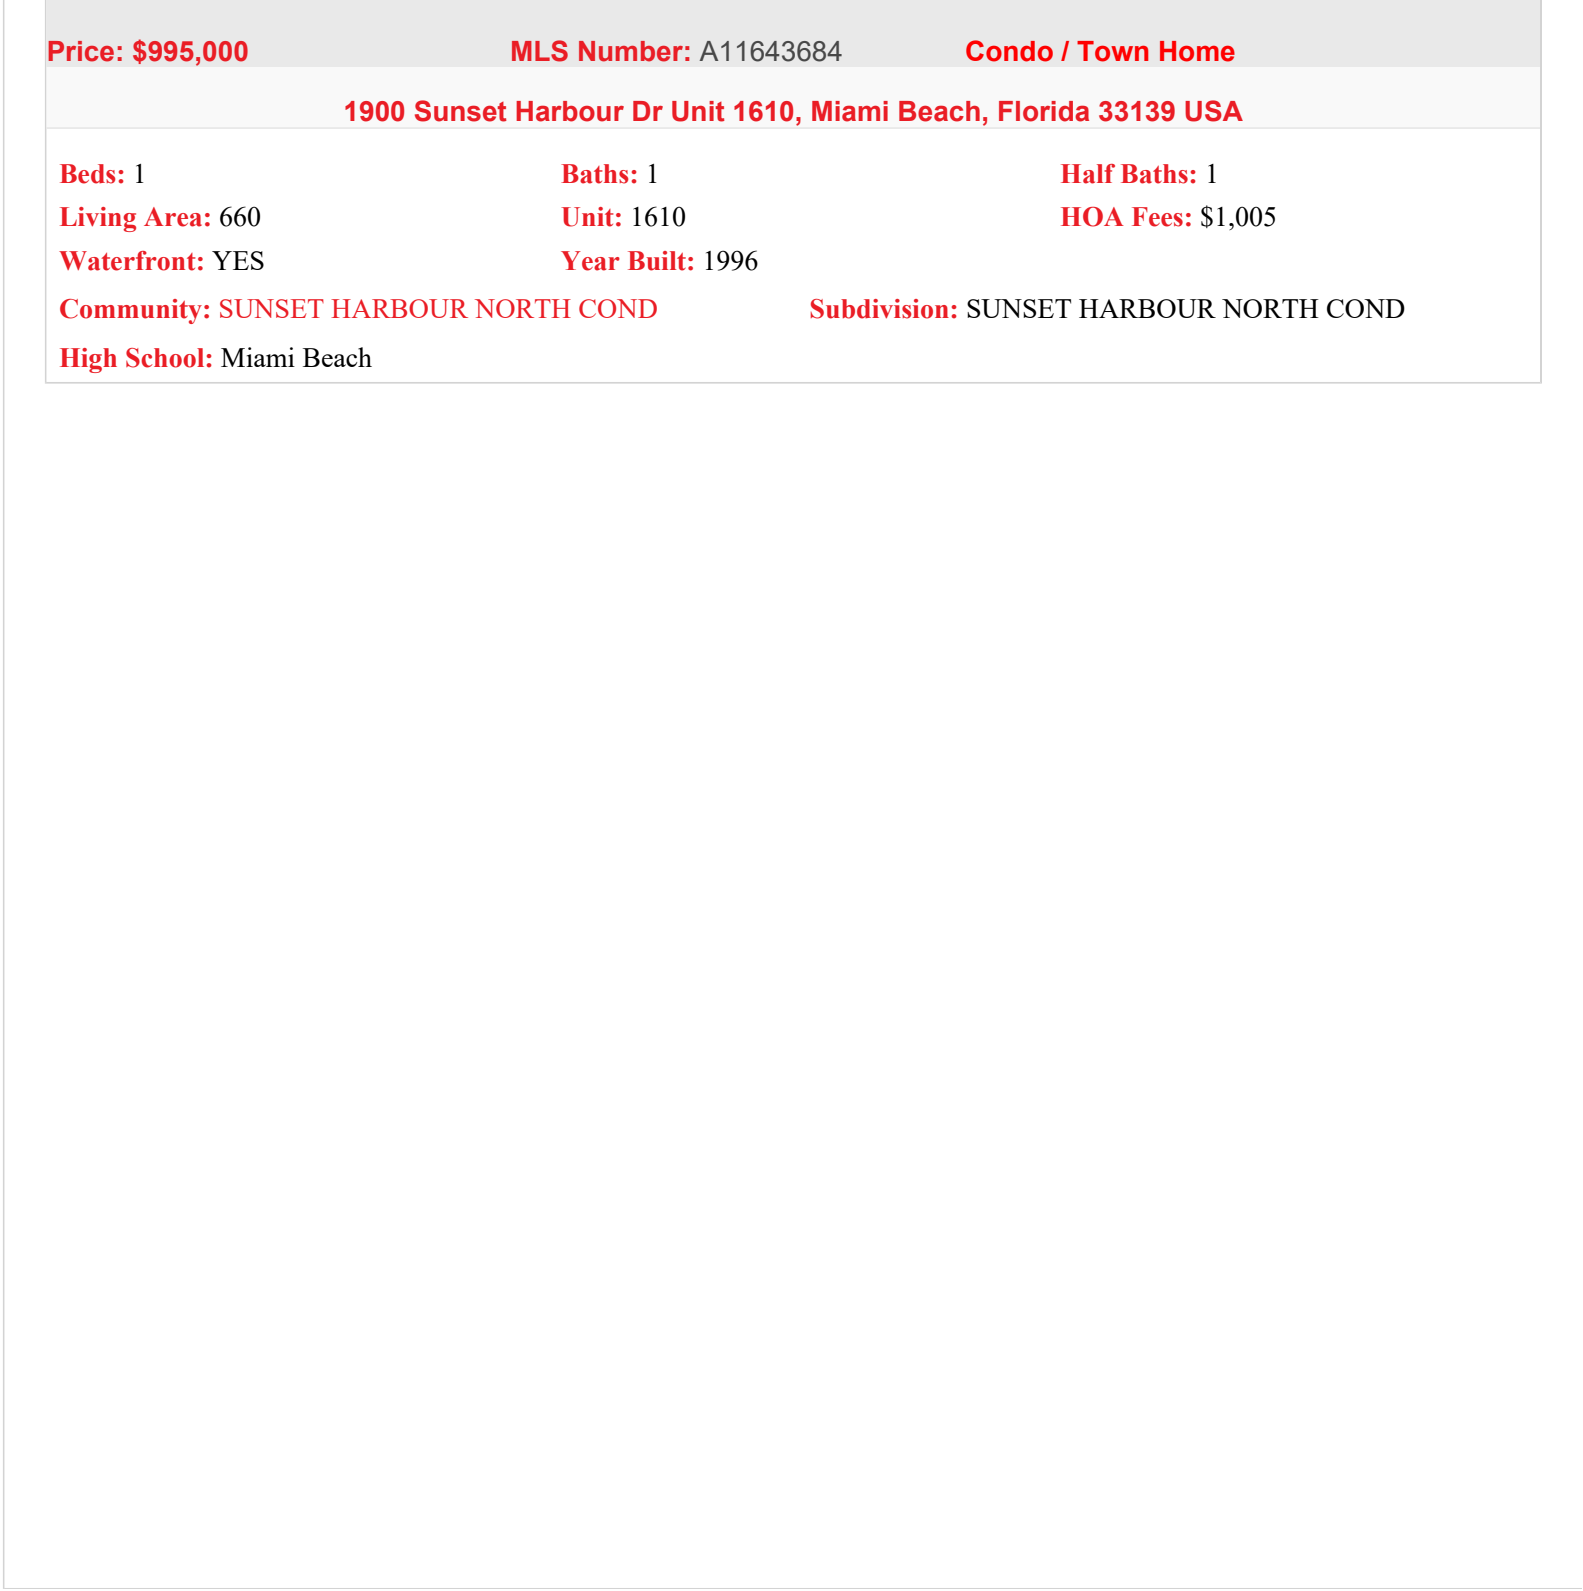 Price: $995,000 MLS Number: A11643684 Condo / Town Home
1900 Sunset Harbour Dr Unit 1610, Miami Beach, Florida 33139 USA
Beds: 1 Baths: 1 Half Baths: 1
Living Area: 660 Unit: 1610 HOA Fees: $1,005
Waterfront: YES Year Built: 1996
Community: SUNSET HARBOUR NORTH COND Subdivision: SUNSET HARBOUR NORTH COND
High School: Miami Beach